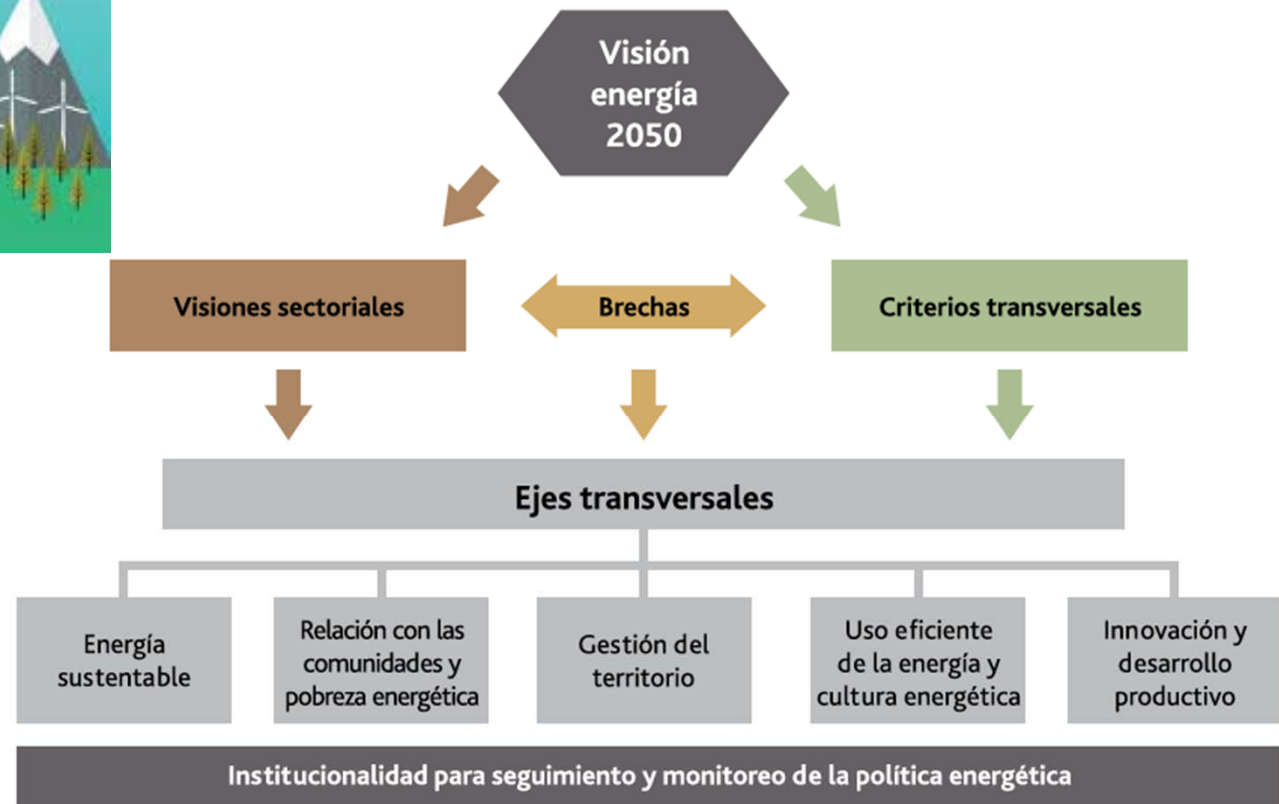 Visión
energía
2050
Visiones sectoriales
Brechas
Criterios transversales
Ejes transversales
Energía
sustentable
Relación con las
comunidades y
pobreza energética
Gestión del
territorio
Uso eficiente
de la energía y
cultura energética
Innovación y
desarrollo
productivo
Institucionalidad para seguimiento y monitoreo de la política energética